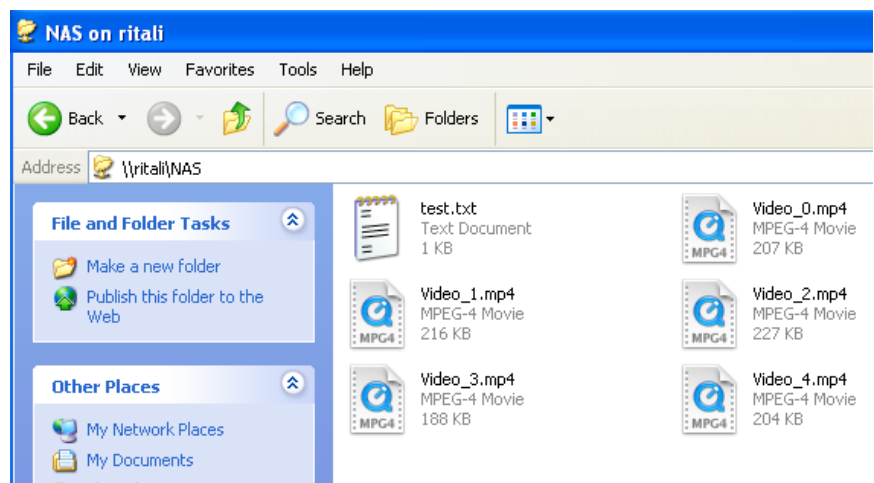 NAS on ritali
File Edit View Favorites Tools Help
Back Search Folders
Address \\ritali\NAS
File and Folder Tasks
Make a new folder
Publish this folder to the
Web
Other Places
My Network Places
My Documents
test.txt
Text Document
1 KB
Video_0.mp4
MPEG-4 Movie
207 KB
MPG4
Video_1.mp4
MPEG-4 Movie
216 KB
MPG4
Video_2.mp4
MPEG-4 Movie
227 KB
MPG4
Video_3.mp4
MPEG-4 Movie
188 KB
MPG4
Video_4.mp4
MPEG-4 Movie
204 KB
MPG4